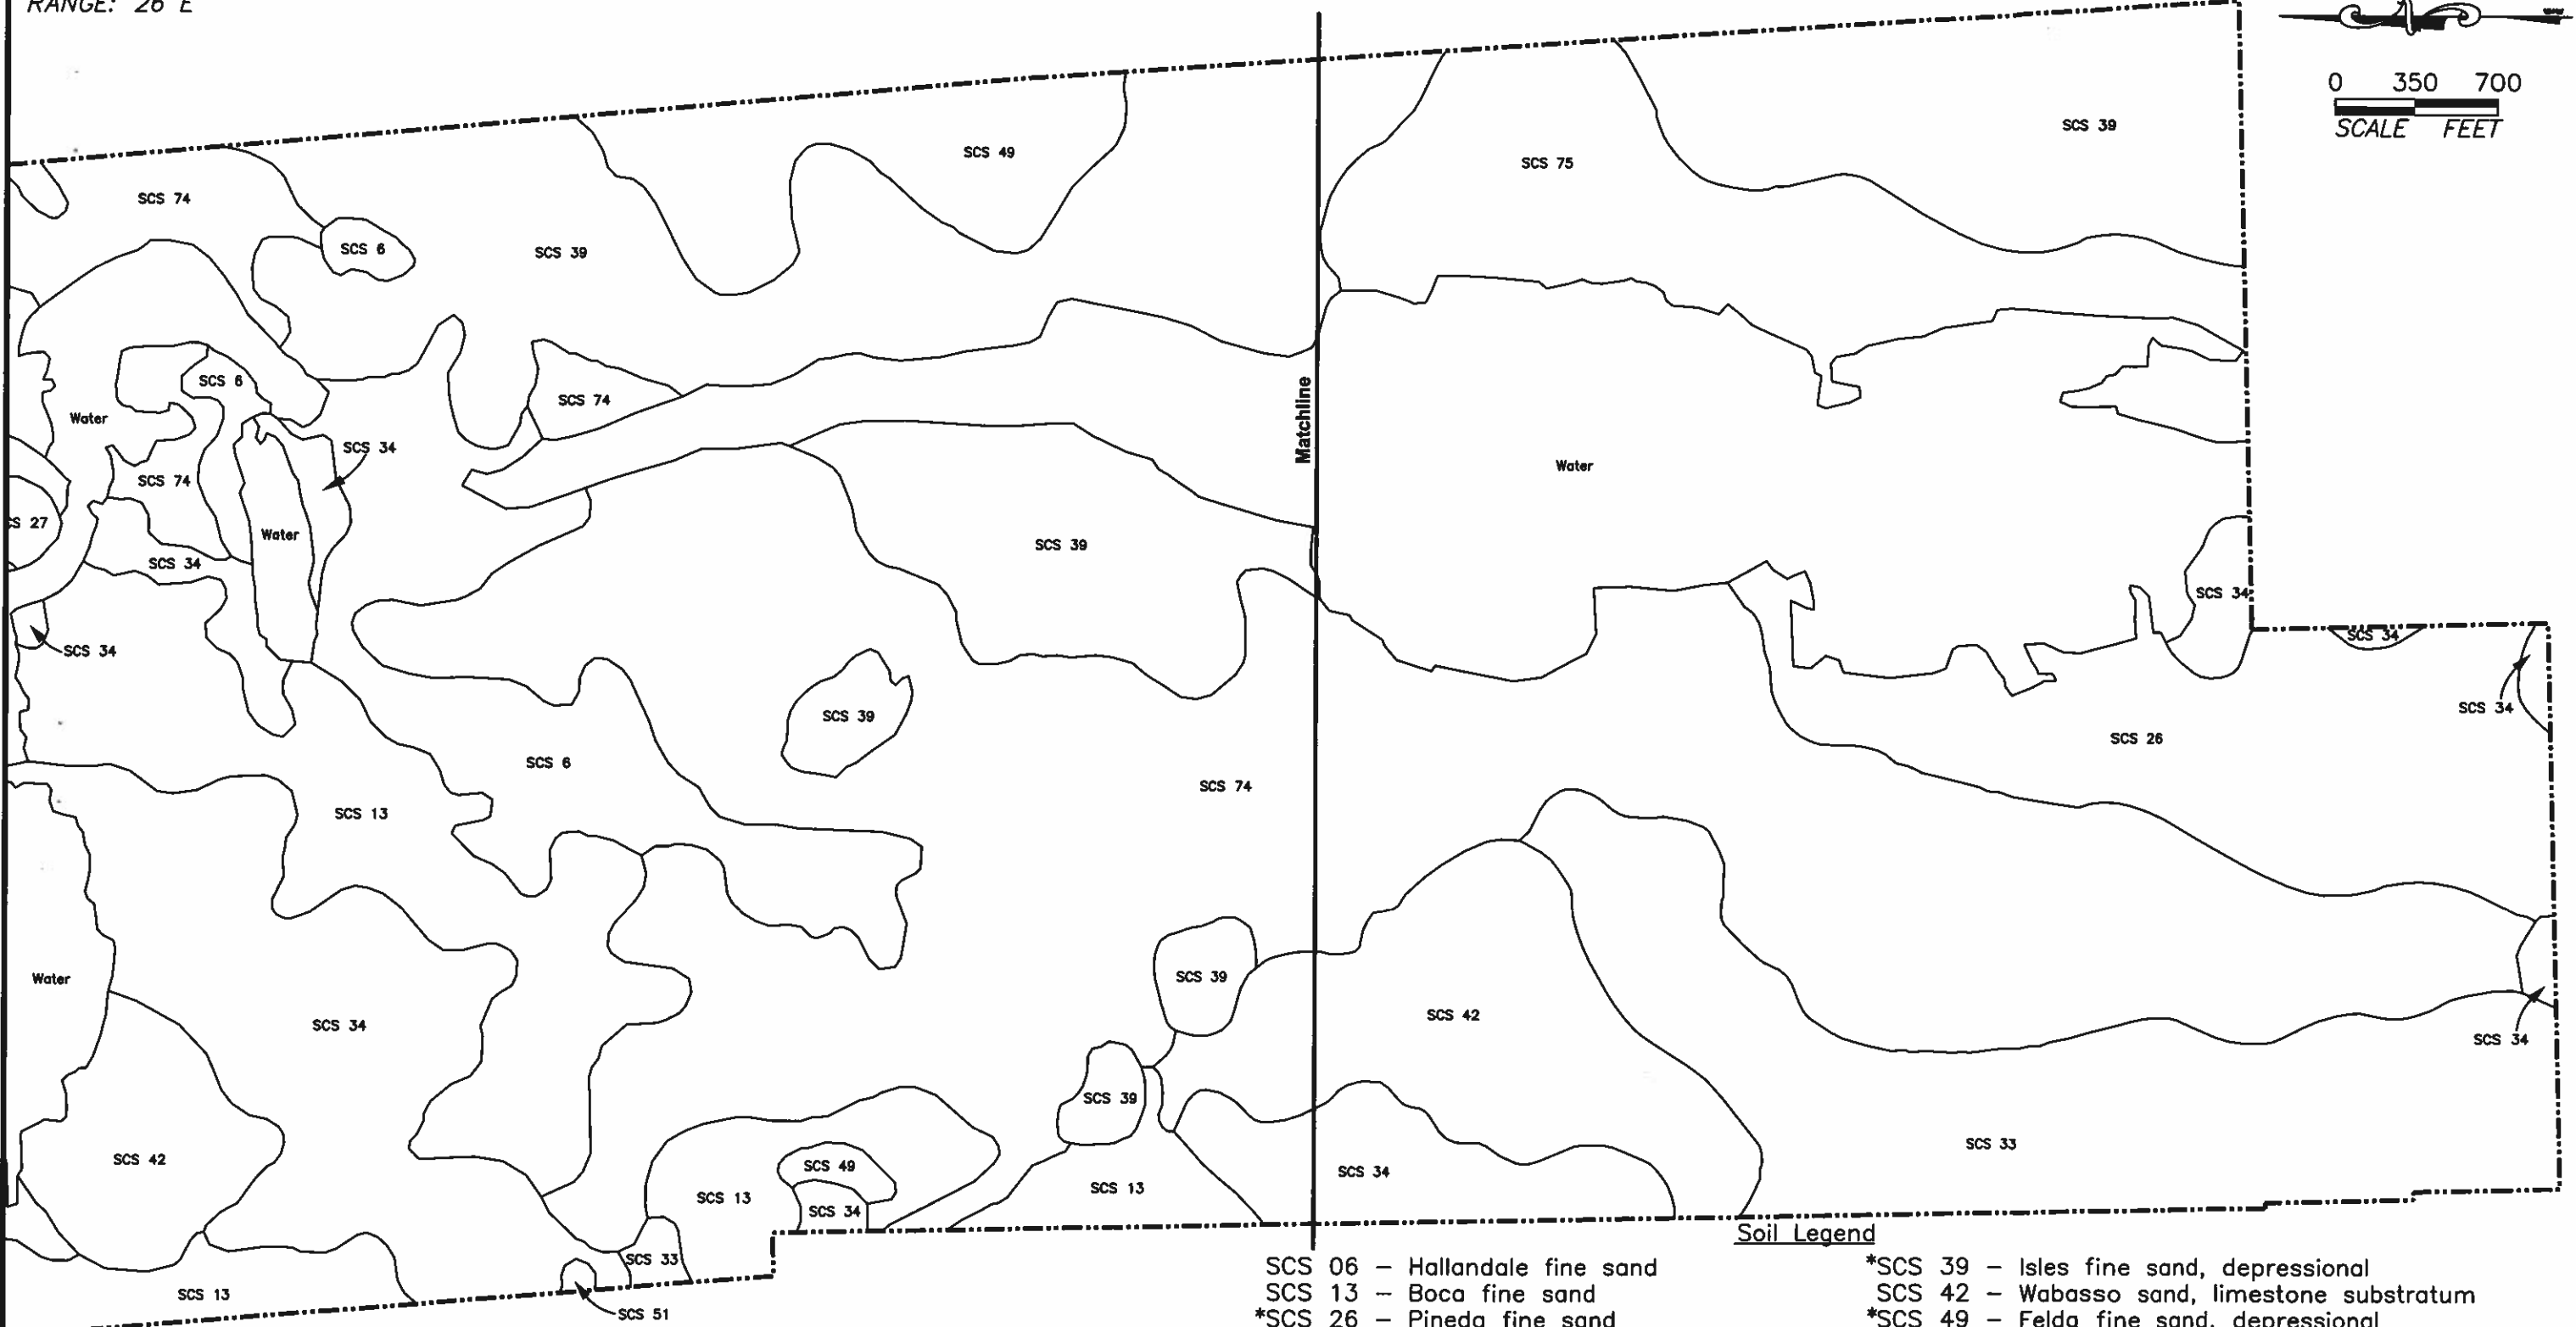 RANGE: 26 E
0 350 700
SCALE FEET
SCS 39
SCS 49
SCS 75
SCS 74
SCS 6
SCS 39
SCS 6
Water
SCS 74
SCS 34
Matchline
Water
SCS 74
S 27
Water
SCS 39
SCS 34
SCS 34
SCS 34
SCS 34
SCS 34
SCS 39
SCS 26
SCS 6
SCS 74
SCS 13
Water
SCS 39
SCS 42
SCS 34
SCS 34
SCS 39
SCS 33
SCS 42
SCS 49
SCS 34
SCS 13
SCS 13
SCS 34
SCS 33
SCS 13
SCS 51
Soil Legend
SCS 06 – Hallandale fine sand
SCS 13 – Boca fine sand
*SCS 26 – Pineda fine sand
*SCS 39 – Isles fine sand, depressional
SCS 42 – Wabasso sand, limestone substratum
*SCS 49 – Felda fine sand, depressional